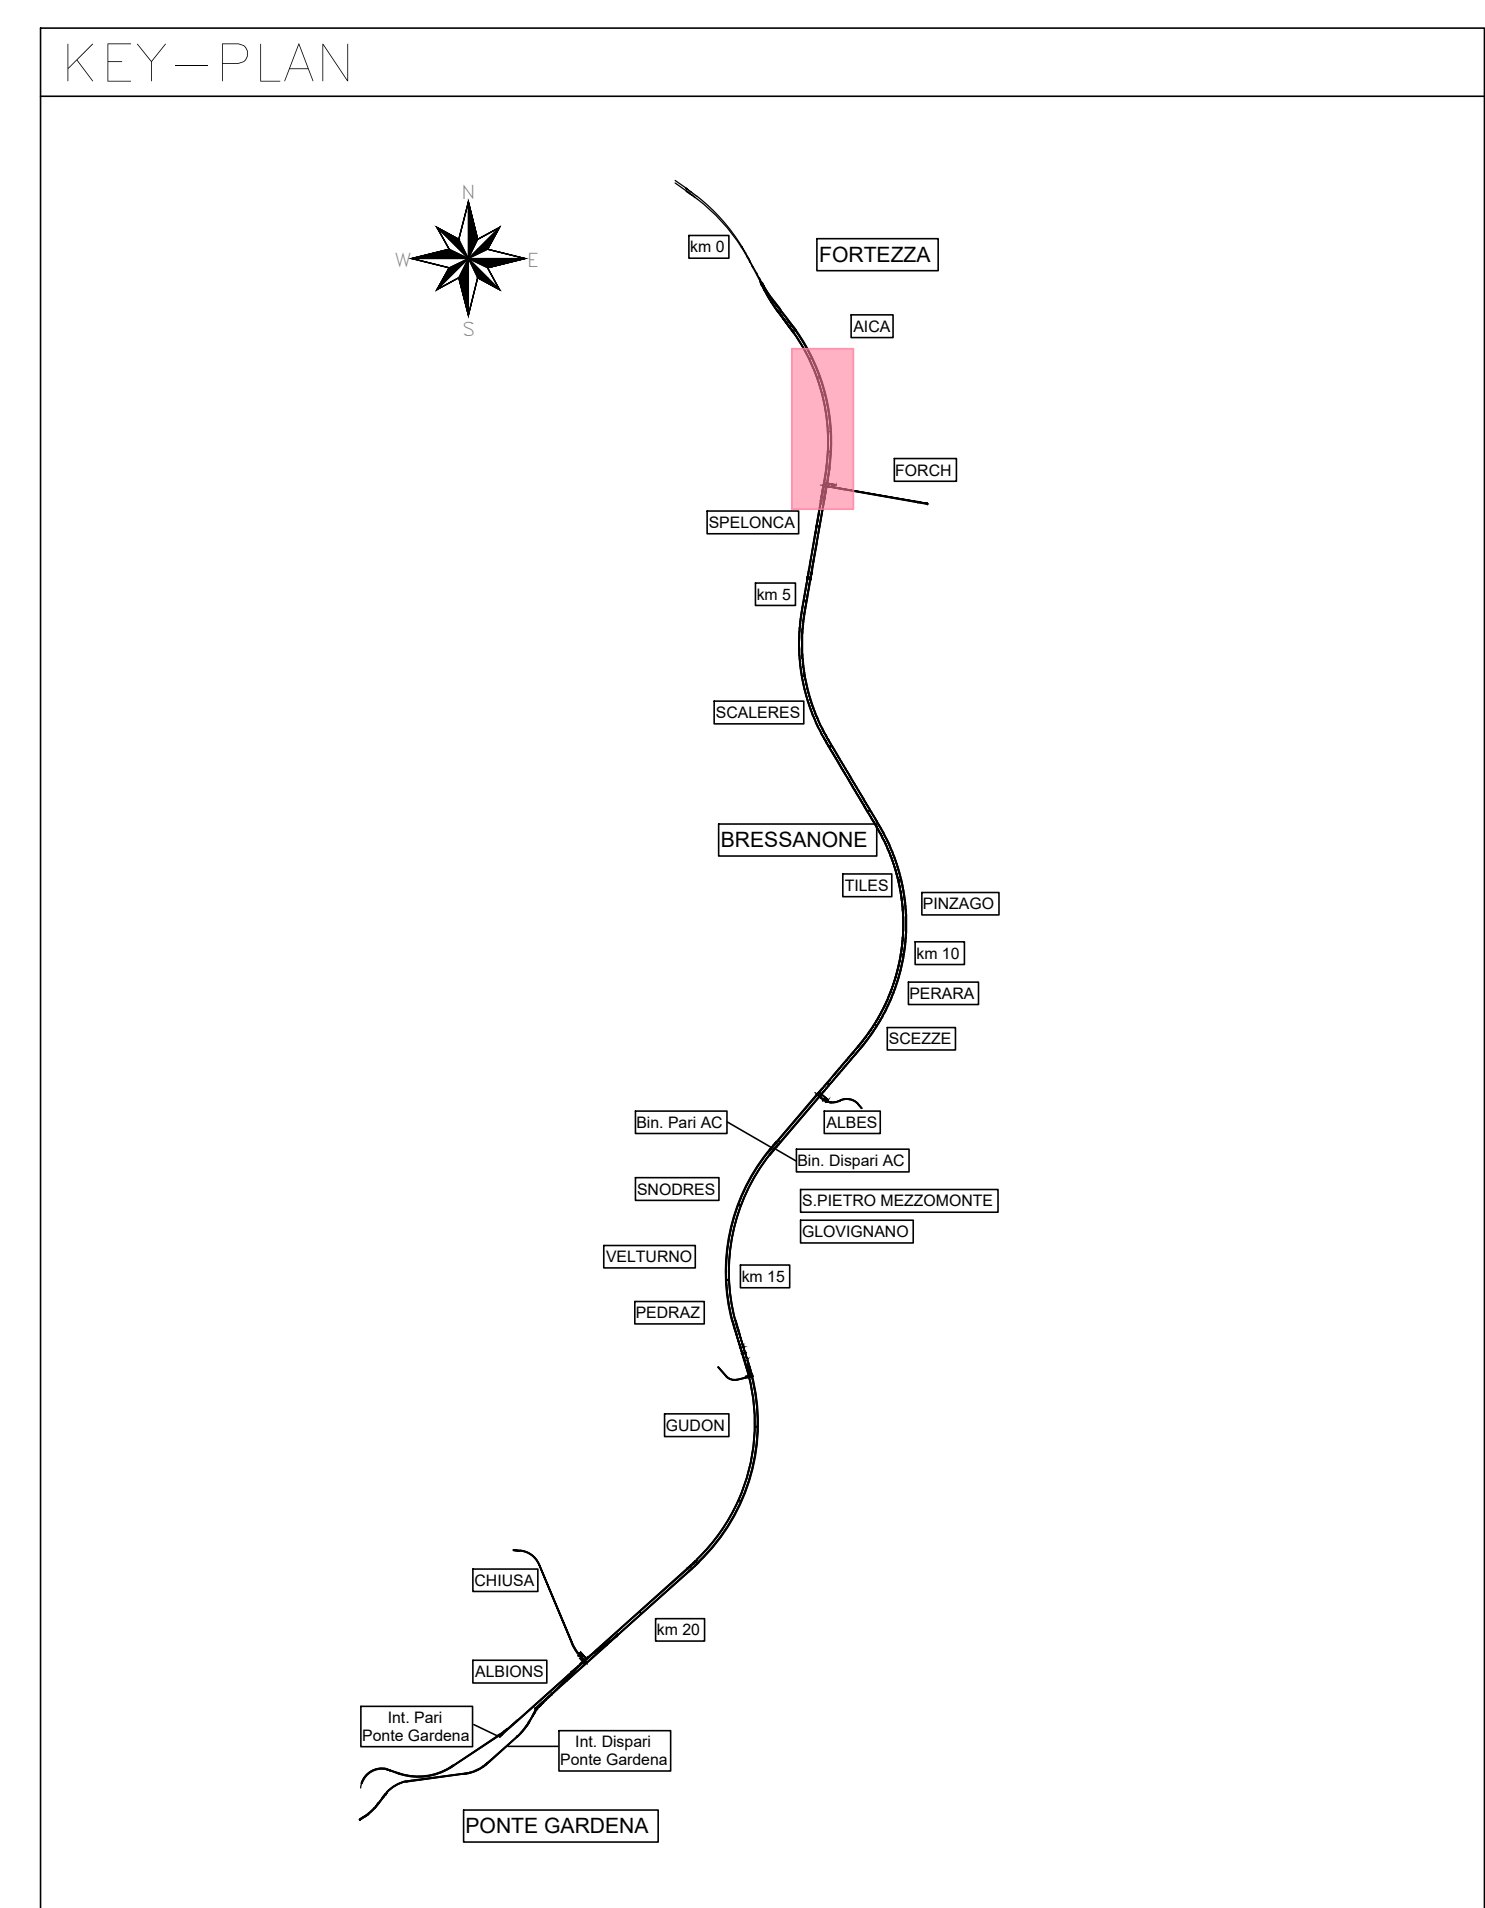 KEY-PLAN
N
W
E
S
km 0
FORTEZZA
AICA
FORCH
SPELONCA
km 5
SCALERES
BRESSANONE
TILES
PINZAGO
km 10
PERARA
SCEZZE
Bin. Pari AC
ALBES
Bin. Dispari AC
SNODRES
S.PIETRO MEZZOMONTE
GLOVIGNANO
VELTURNO
km 15
PEDRAZ
GUDON
CHIUSA
km 20
ALBIONS
Int. Pari
Ponte Gardena
Int. Dispari
Ponte Gardena
PONTE GARDENA